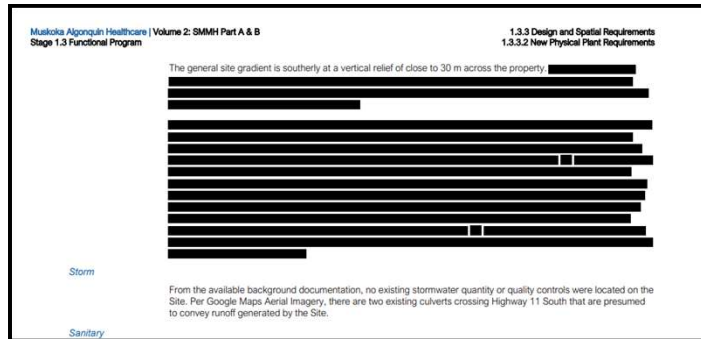 Muskoka Algonquin Healthcare | Volume 2: SMMH Part A & B
Stage 1.3 Functional Program
1.3.3 Design and Spatial Requirements
1.3.3.2 New Physical Plant Requirements
The general site gradient is southerly at a vertical relief of close to 30 m across the property.
Storm
From the available background documentation, no existing stormwater quantity or quality controls were located on the
Site. Per Google Maps Aerial Imagery, there are two existing culverts crossing Highway 11 South that are presumed
to convey runoff generated by the Site.
Sanitary